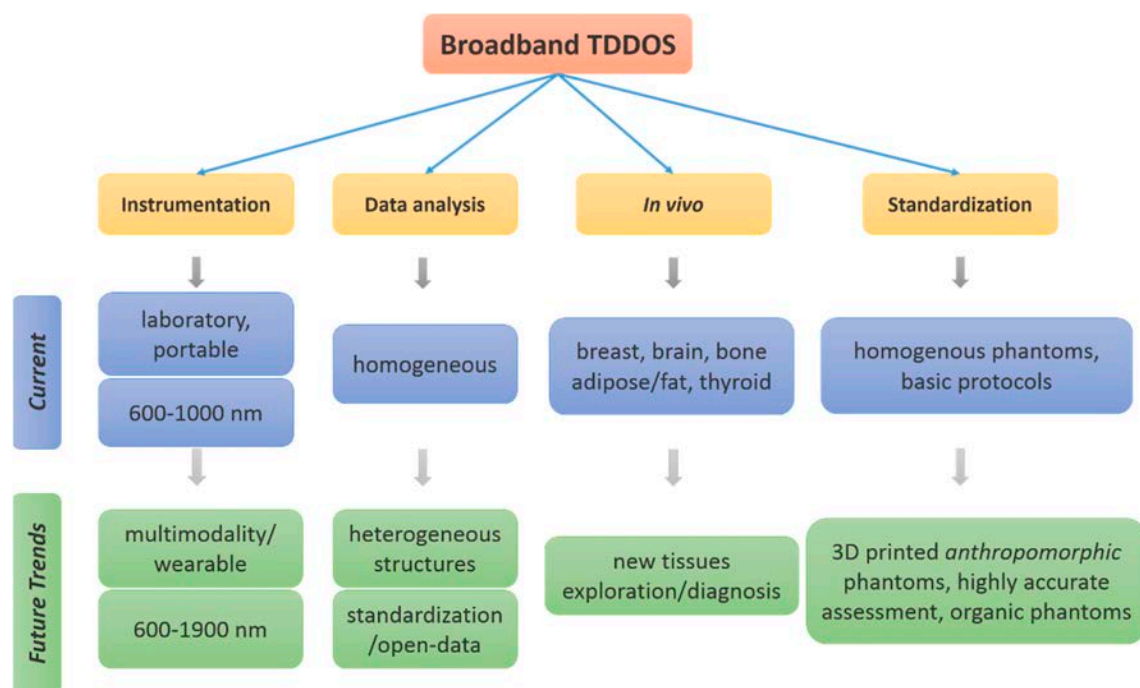 Broadband TDDOS
Instrumentation
Data analysis
In vivo
Standardization
Current
laboratory,
portable
600-1000 nm
homogeneous
breast, brain, bone
adipose/fat, thyroid
homogenous phantoms,
basic protocols
Future Trends
multimodality/
wearable
600-1900 nm
heterogeneous
structures
standardization
/open-data
new tissues
exploration/diagnosis
3D printed anthropomorphic
phantoms, highly accurate
assessment, organic phantoms